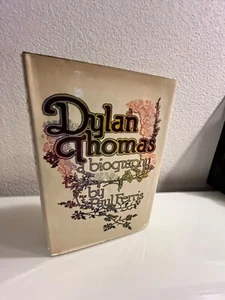 Dylan
Thomas
a biography
by
Paul Ferris